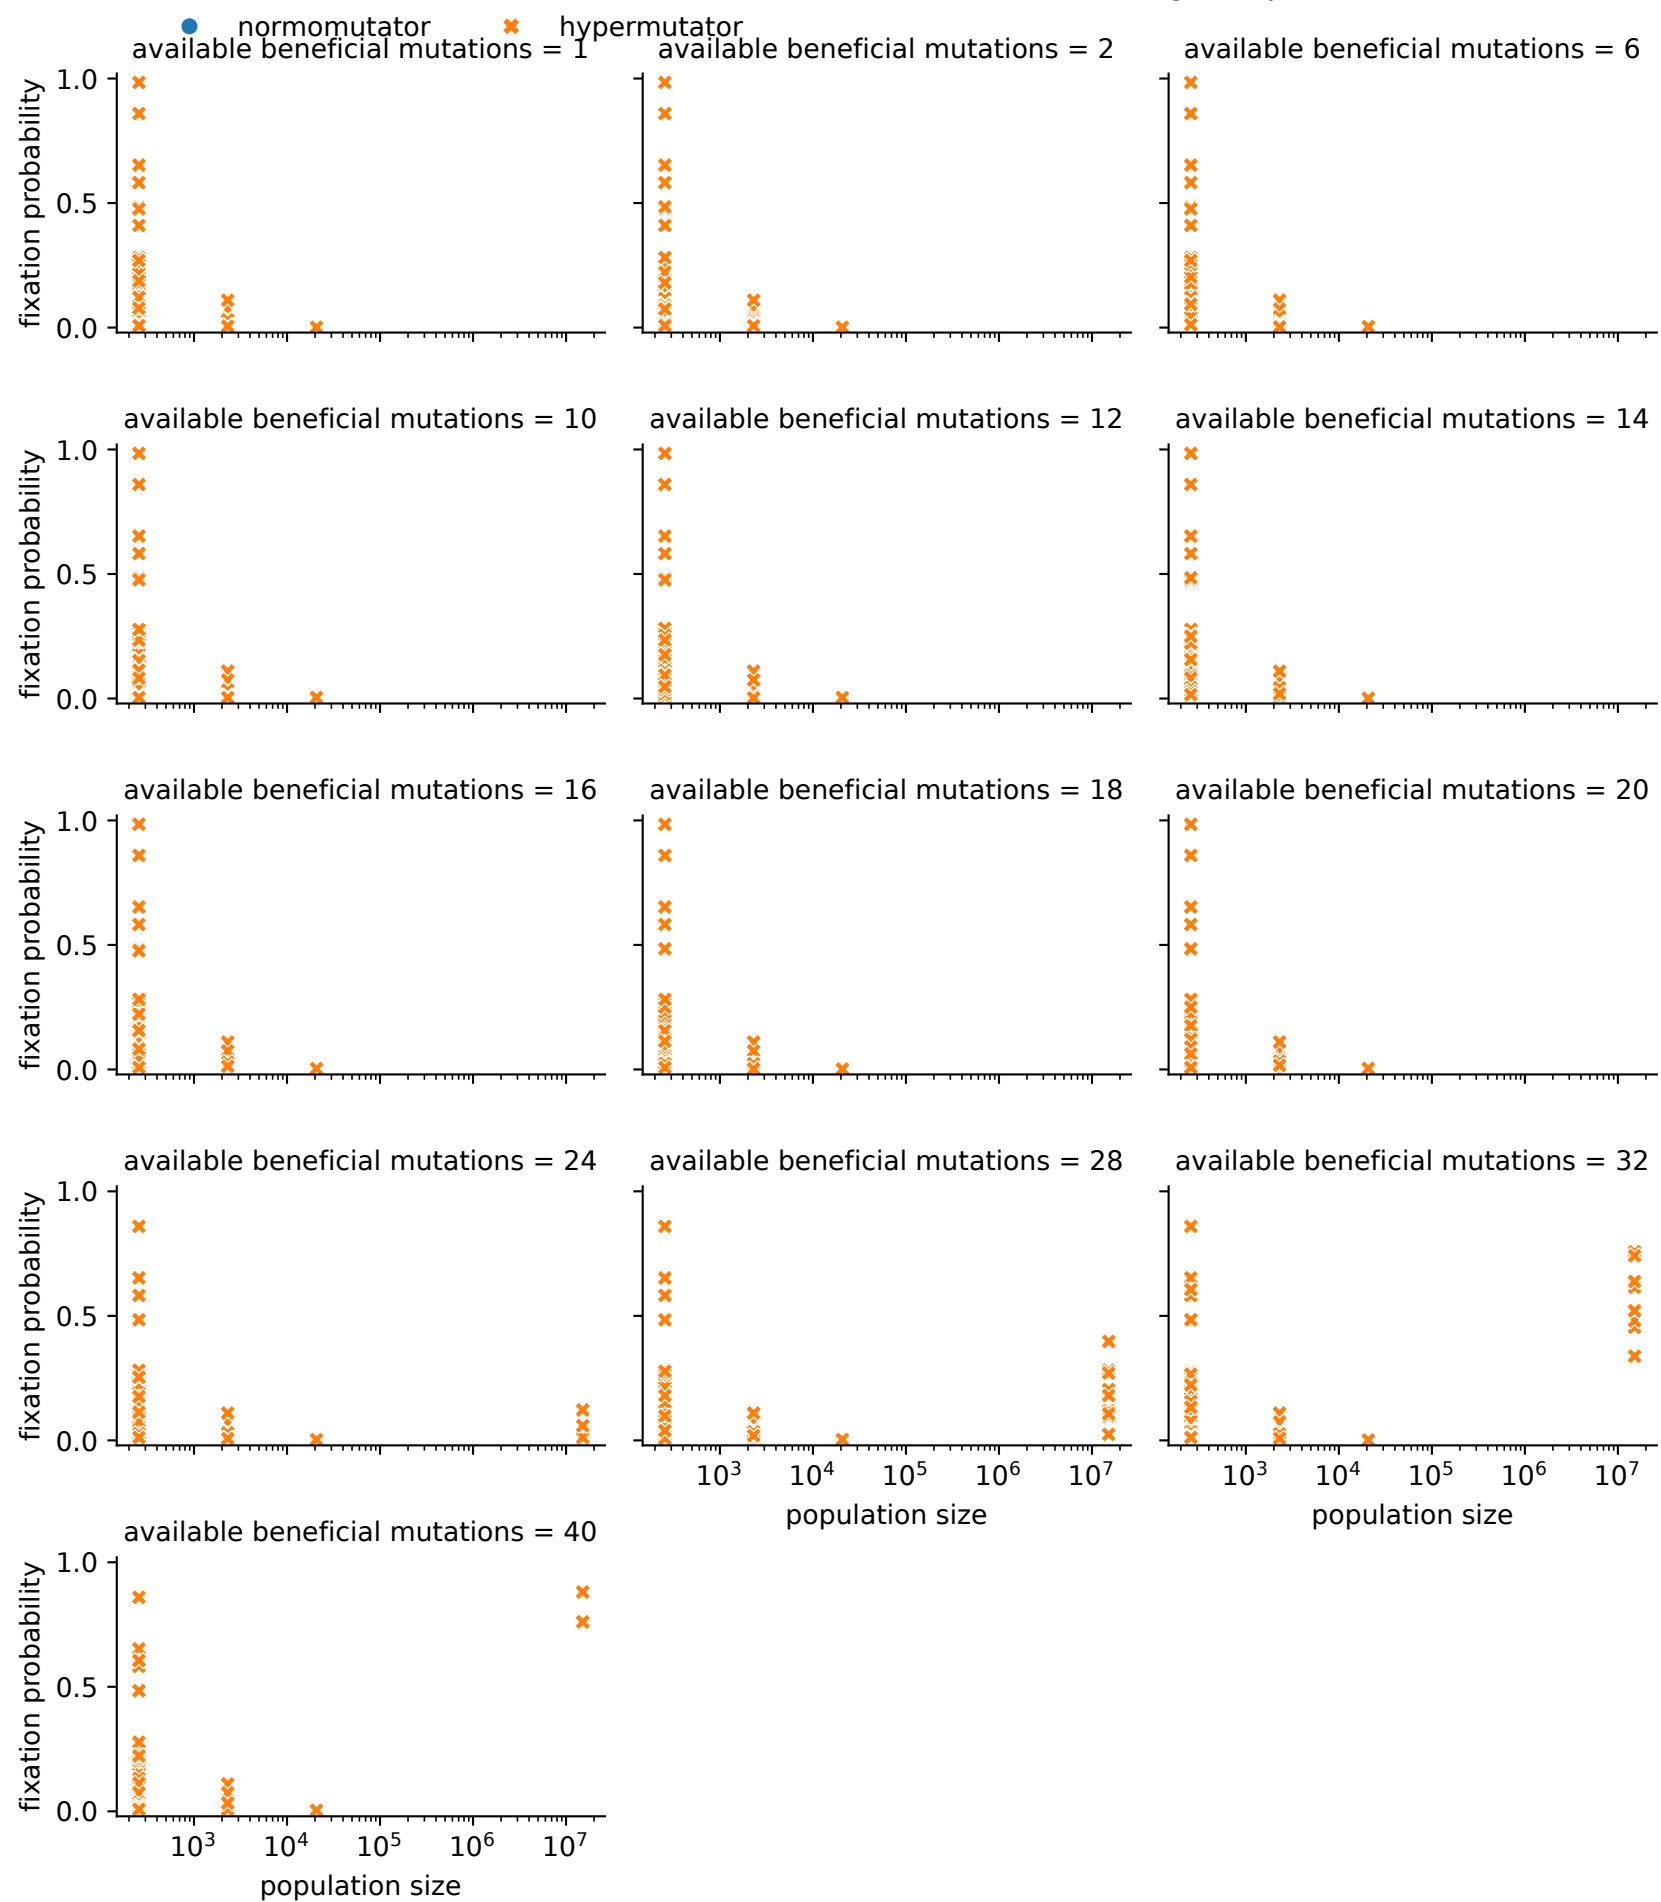 normomutator hypermutator
available beneficial mutations = 1 available beneficial mutations = 2 available beneficial mutations = 6
1.0
0.5
0.0
fixation probability
available beneficial mutations = 10 available beneficial mutations = 12 available beneficial mutations = 14
1.0
0.5
0.0
fixation probability
available beneficial mutations = 16 available beneficial mutations = 18 available beneficial mutations = 20
1.0
0.5
0.0
fixation probability
available beneficial mutations = 24 available beneficial mutations = 28 available beneficial mutations = 32
1.0
0.5
0.0
fixation probability
10³ 10⁴ 10⁵ 10⁶ 10⁷ 10³ 10⁴ 10⁵ 10⁶ 10⁷
population size population size
available beneficial mutations = 40
1.0
0.5
0.0
fixation probability
10³ 10⁴ 10⁵ 10⁶ 10⁷
population size